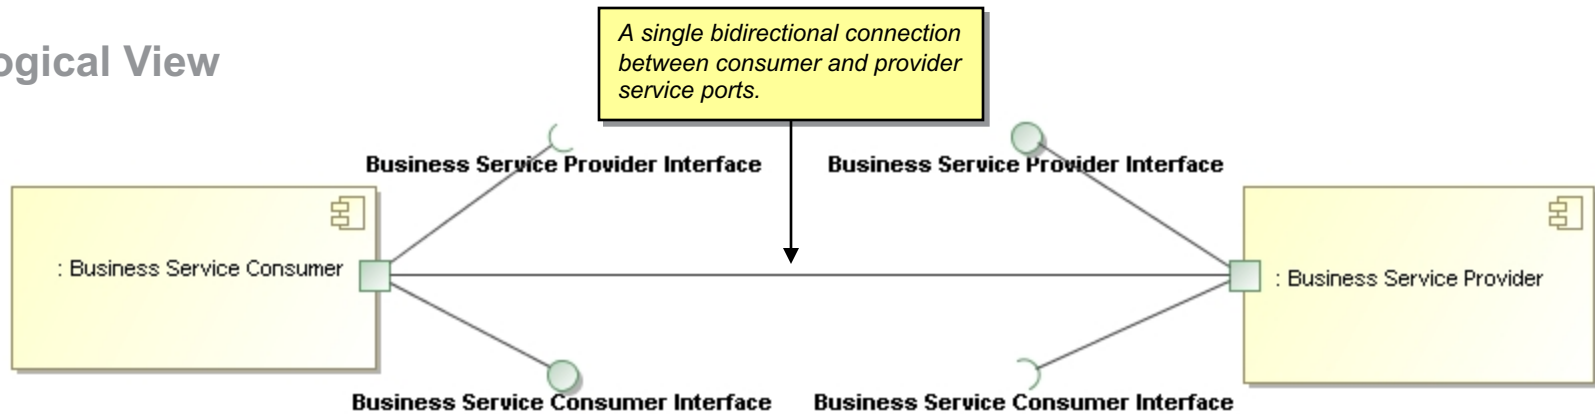 ogical View
A single bidirectional connection
between consumer and provider
service ports.
Business Service Provider Interface
Business Service Provider Interface
: Business Service Consumer
: Business Service Provider
Business Service Consumer Interface
Business Service Consumer Interface